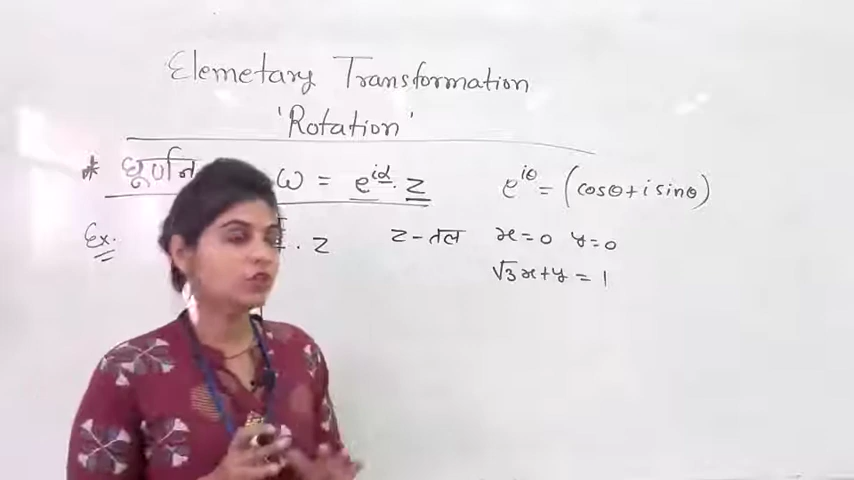 Elemetary Transformation
'Rotation'
* घूर्णन ω = e^{iα}. z e^{iθ} = (cosθ + i sinθ)
Ex. . z z - तल x = 0 y = 0
√3x + y = 1